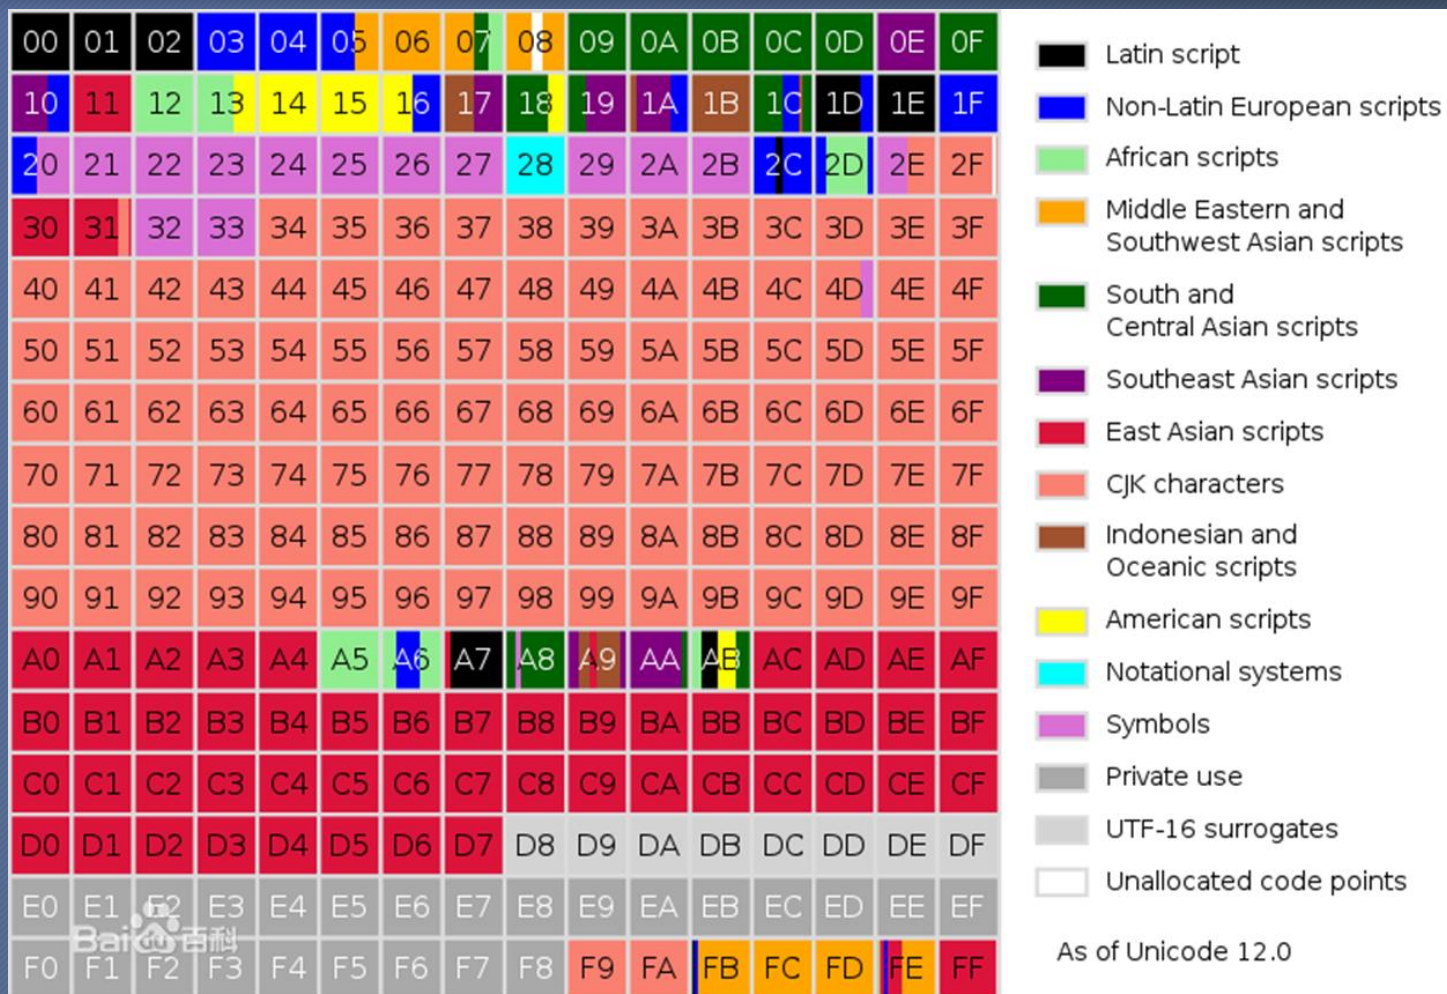 00 01 02 03 04 05 06 07 08 09 0A 0B 0C 0D 0E 0F
10 11 12 13 14 15 16 17 18 19 1A 1B 1C 1D 1E 1F
20 21 22 23 24 25 26 27 28 29 2A 2B 2C 2D 2E 2F
30 31 32 33 34 35 36 37 38 39 3A 3B 3C 3D 3E 3F
40 41 42 43 44 45 46 47 48 49 4A 4B 4C 4D 4E 4F
50 51 52 53 54 55 56 57 58 59 5A 5B 5C 5D 5E 5F
60 61 62 63 64 65 66 67 68 69 6A 6B 6C 6D 6E 6F
70 71 72 73 74 75 76 77 78 79 7A 7B 7C 7D 7E 7F
80 81 82 83 84 85 86 87 88 89 8A 8B 8C 8D 8E 8F
90 91 92 93 94 95 96 97 98 99 9A 9B 9C 9D 9E 9F
A0 A1 A2 A3 A4 A5 A6 A7 A8 A9 AA AB AC AD AE AF
B0 B1 B2 B3 B4 B5 B6 B7 B8 B9 BA BB BC BD BE BF
C0 C1 C2 C3 C4 C5 C6 C7 C8 C9 CA CB CC CD CE CF
D0 D1 D2 D3 D4 D5 D6 D7 D8 D9 DA DB DC DD DE DF
E0 E1 E2 E3 E4 E5 E6 E7 E8 E9 EA EB EC ED EE EF
Baidu百科
F0 F1 F2 F3 F4 F5 F6 F7 F8 F9 FA FB FC FD FE FF
Latin script
Non-Latin European scripts
African scripts
Middle Eastern and
Southwest Asian scripts
South and
Central Asian scripts
Southeast Asian scripts
East Asian scripts
CJK characters
Indonesian and
Oceanic scripts
American scripts
Notational systems
Symbols
Private use
UTF-16 surrogates
Unallocated code points
As of Unicode 12.0